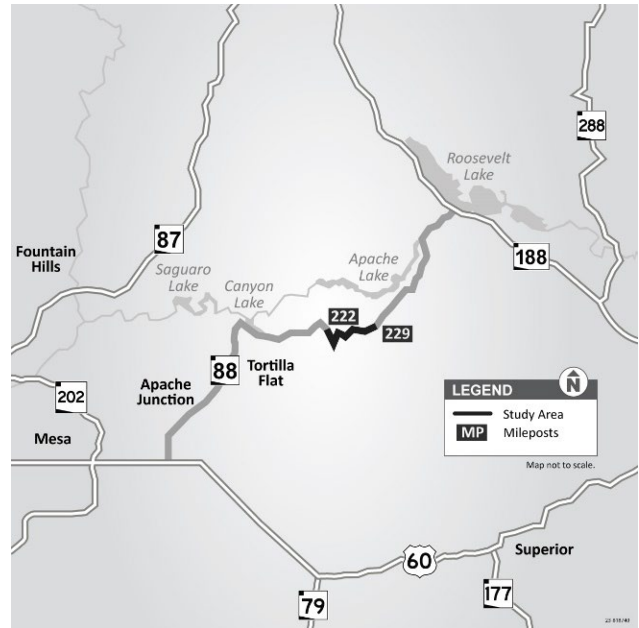 288
Roosevelt
Lake
87
Fountain
Hills
188
Saguaro
Lake
Canyon
Lake
Apache
Lake
222
229
88
Tortilla
Flat
Apache
Junction
202
Mesa
LEGEND
N
Study Area
MP Mileposts
Map not to scale.
60
Superior
79
177